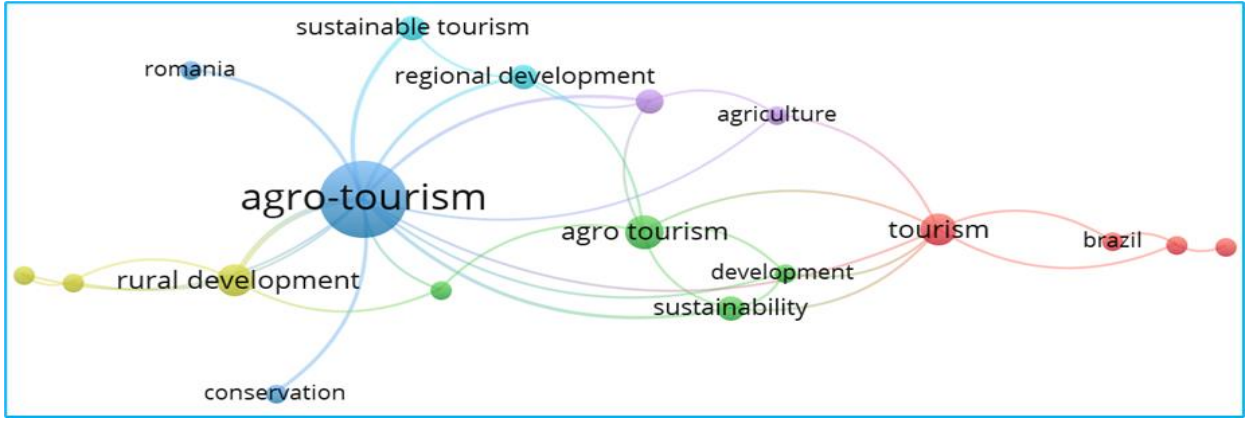 sustainable tourism
romania
regional development
agriculture
agro-tourism
agro tourism
tourism
brazil
development
rural development
sustainability
conservation